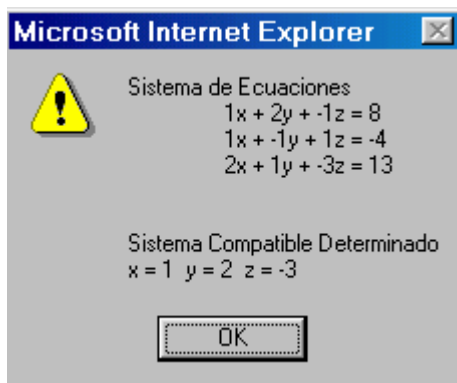 Microsoft Internet Explorer
Sistema de Ecuaciones
1x + 2y + -1z = 8
1x + -1y + 1z = -4
2x + 1y + -3z = 13
Sistema Compatible Determinado
x = 1 y = 2 z = -3
OK